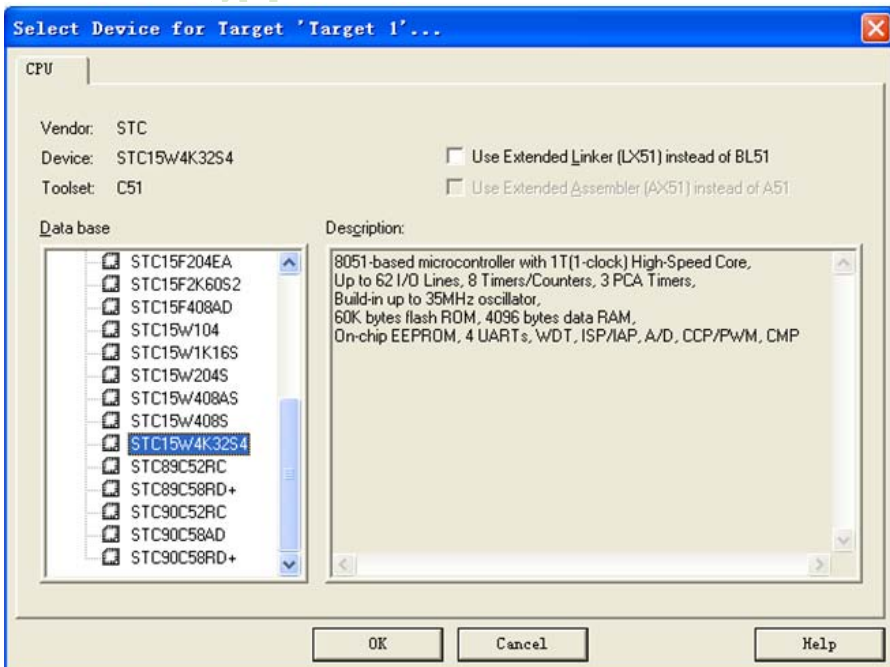 Select Device for Target 'Target 1'...
CPU
Vendor: STC
Device: STC15W4K32S4
Toolset: C51
Use Extended Linker (LX51) instead of BL51
Use Extended Assembler (AX51) instead of A51
Data base
STC15F204EA
STC15F2K60S2
STC15F408AD
STC15W104
STC15W1K16S
STC15W204S
STC15W408AS
STC15W408S
STC15W4K32S4
STC89C52RC
STC89C58RD+
STC90C52RC
STC90C58AD
STC90C58RD+
Description:
8051-based microcontroller with 1T(1-clock) High-Speed Core,
Up to 62 I/O Lines, 8 Timers/Counters, 3 PCA Timers,
Build-in up to 35MHz oscillator,
60K bytes flash ROM, 4096 bytes data RAM,
On-chip EEPROM, 4 UARTs, WDT, ISP/IAP, A/D, CCP/PWM, CMP
OK
Cancel
Help